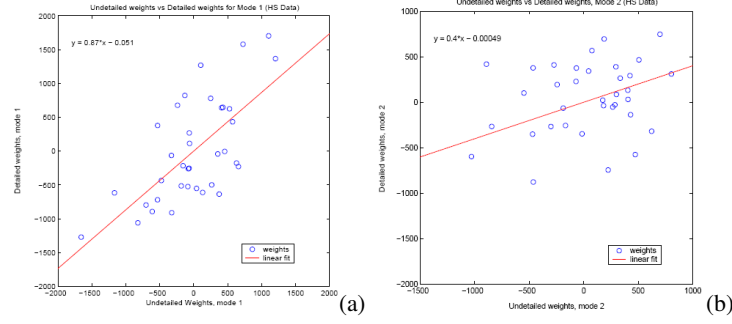 Undetailed weights vs Detailed weights for Mode 1 (HS Data)
2000
1500
1000
500
0
−500
−1000
−1500
−2000
y = 0.87*x − 0.051
Detailed weights, mode 1
weights
linear fit
−2000 −1500 −1000 −500 0 500 1000 1500 2000
Undetailed Weights, mode 1
(a)
Undetailed weights vs Detailed weights, Mode 2 (HS Data)
1000
500
0
−500
−1000
−1500
−2000
y = 0.4*x − 0.00049
Detailed weights, mode 2
weights
linear fit
−1500 −1000 −500 0 500 1000
Undetailed weights, mode 2
(b)